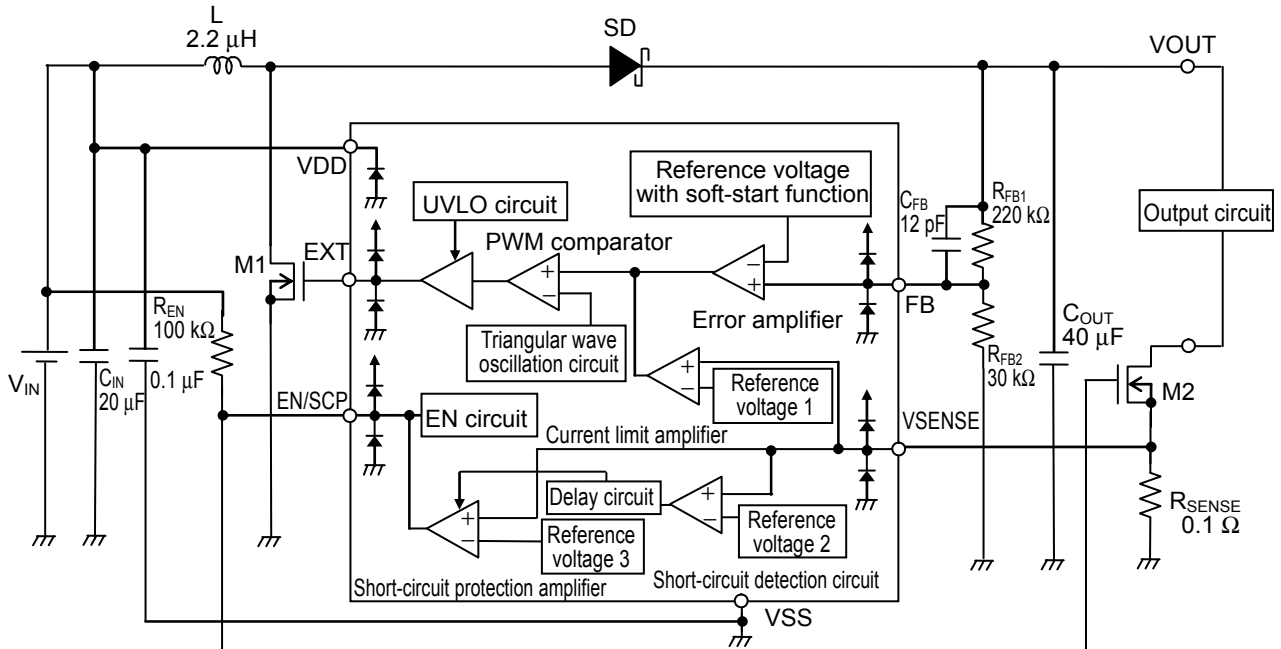 L
2.2 μH
SD
VOUT
VDD
Reference voltage
with soft-start function
UVLO circuit
PWM comparator
EXT
M1
CFB
12 pF
RFB1
220 kΩ
Output circuit
FB
Error amplifier
REN
100 kΩ
Triangular wave
oscillation circuit
COUT
40 μF
RFB2
30 kΩ
VIN
CIN
20 μF
0.1 μF
M2
Reference
voltage 1
EN/SCP
EN circuit
VSENSE
Current limit amplifier
Delay circuit
RSENSE
0.1 Ω
Reference
voltage 2
Reference
voltage 3
Short-circuit detection circuit
Short-circuit protection amplifier
VSS